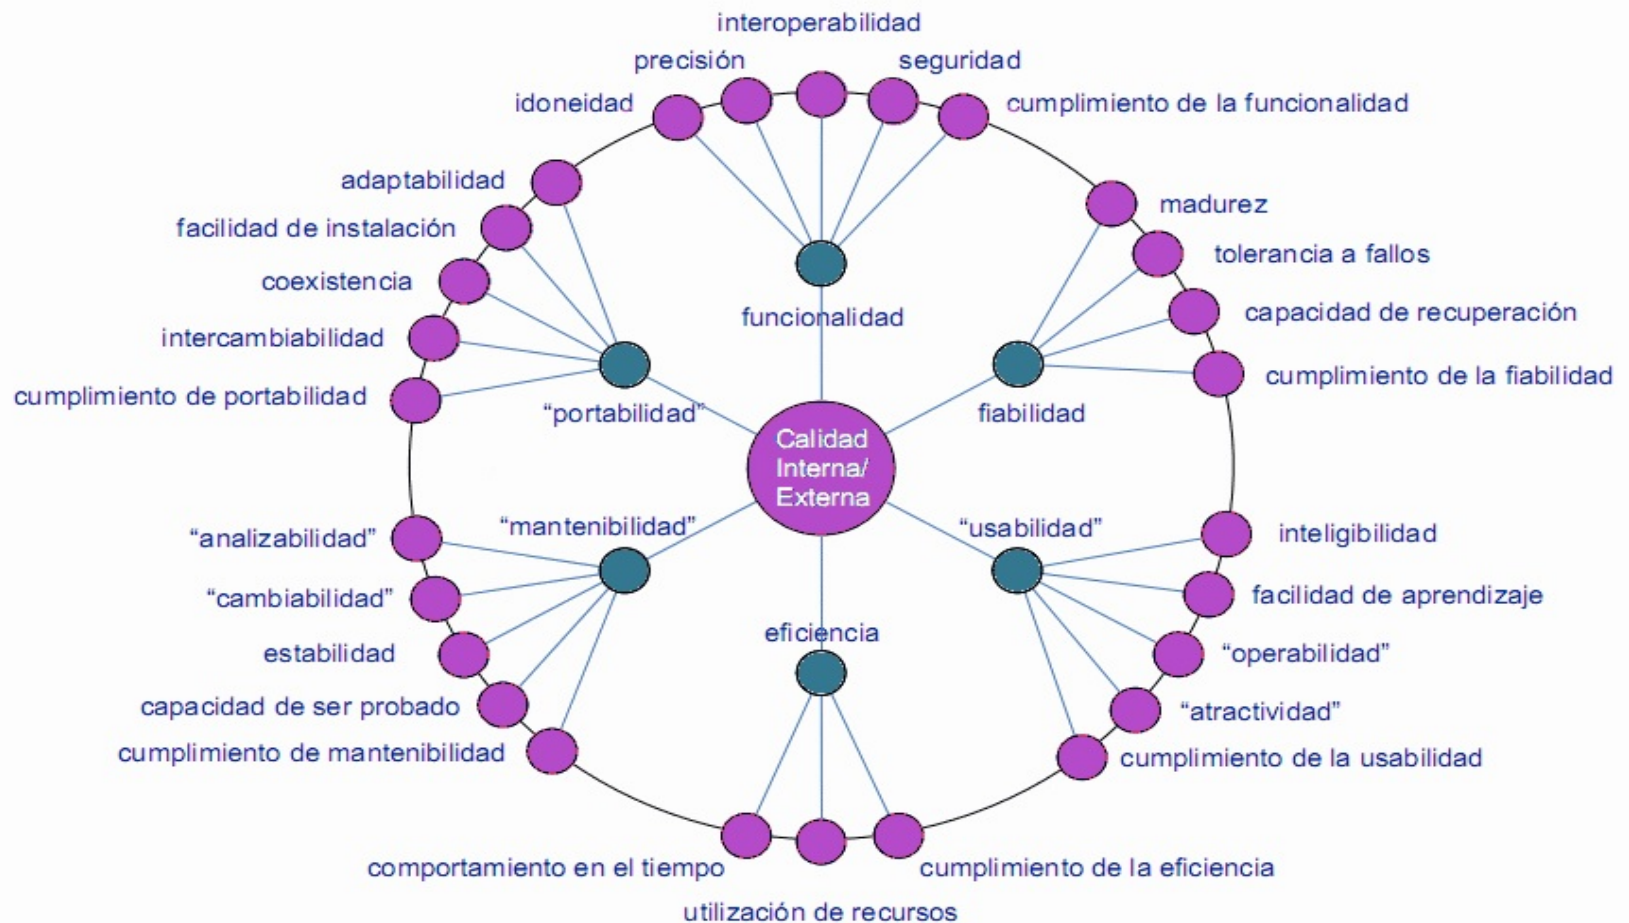 interoperabilidad
precisión
seguridad
idoneidad
cumplimiento de la funcionalidad
adaptabilidad
madurez
facilidad de instalación
tolerancia a fallos
coexistencia
capacidad de recuperación
funcionalidad
intercambiabilidad
cumplimiento de la fiabilidad
cumplimiento de portabilidad
“portabilidad”
fiabilidad
Calidad
Interna/
Externa
“mantenibilidad”
“usabilidad”
“analizabilidad”
inteligibilidad
“cambiabilidad”
facilidad de aprendizaje
eficiencia
estabilidad
“operabilidad”
capacidad de ser probado
“atractividad”
cumplimiento de mantenibilidad
cumplimiento de la usabilidad
comportamiento en el tiempo
cumplimiento de la eficiencia
utilización de recursos